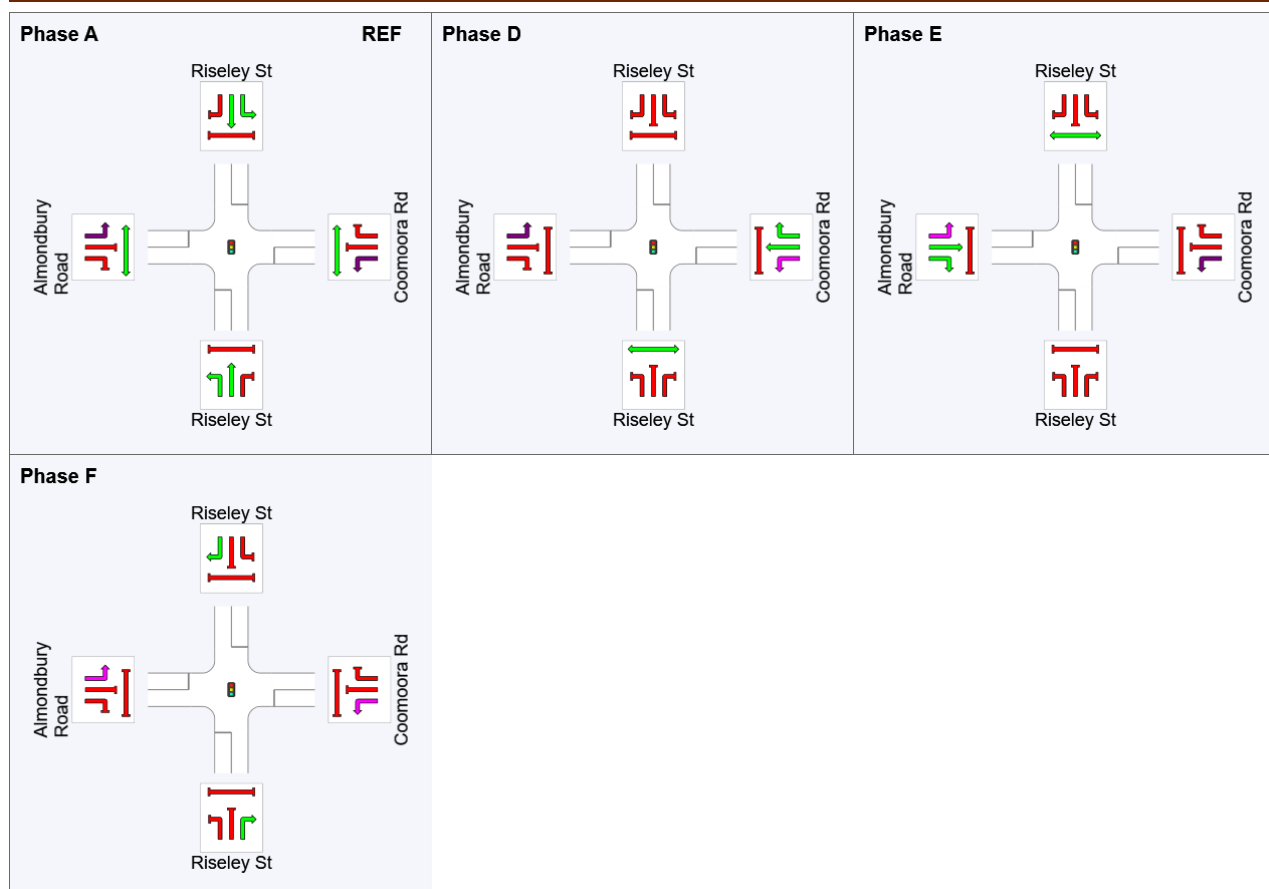 Phase A
REF
Riseley St
Almondbury
Road
Coomoora Rd
Riseley St
Phase D
Riseley St
Almondbury
Road
Coomoora Rd
Riseley St
Phase E
Riseley St
Almondbury
Road
Coomoora Rd
Riseley St
Phase F
Riseley St
Almondbury
Road
Coomoora Rd
Riseley St